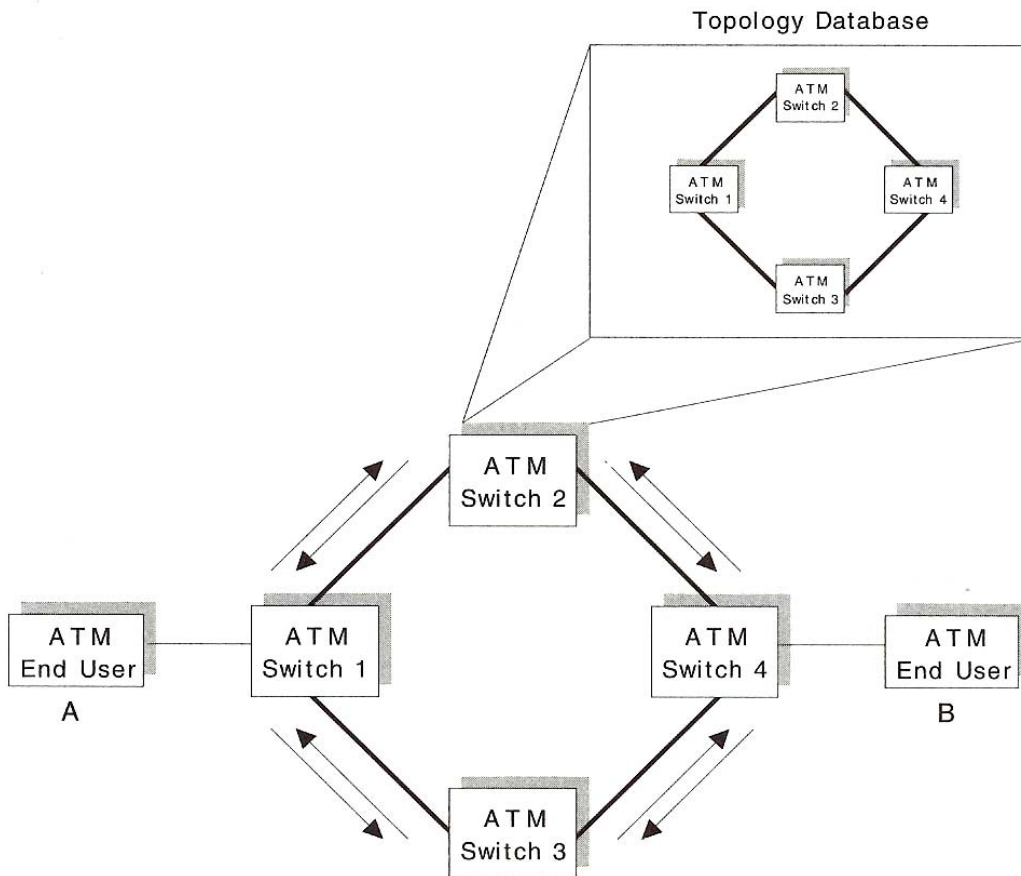 Topology Database
ATM
Switch 2
ATM
Switch 1
ATM
Switch 4
ATM
Switch 3
ATM
Switch 2
ATM
End User
A
ATM
Switch 1
ATM
Switch 4
ATM
End User
B
ATM
Switch 3